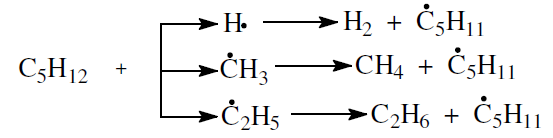 H• → H₂ + Ċ₅H₁₁
C₅H₁₂ + ĊH₃ → CH₄ + Ċ₅H₁₁
Ċ₂H₅ → C₂H₆ + Ċ₅H₁₁